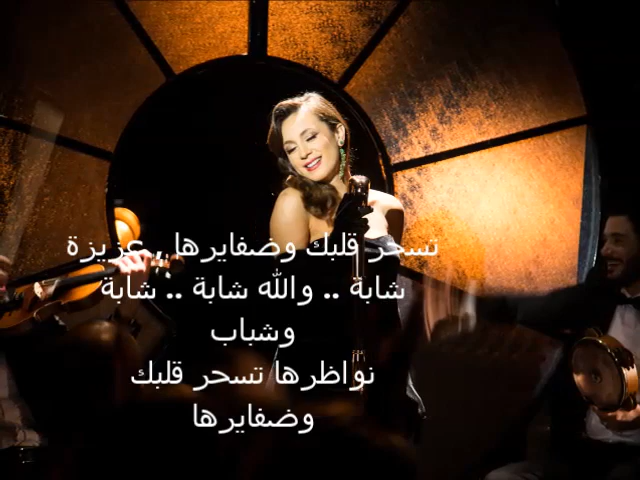 تسحر قلبك وضفايرها , عزيزة
شابة .. والله شابة .. شابة
وشباب
نواظرها تسحر قلبك
وضفايرها